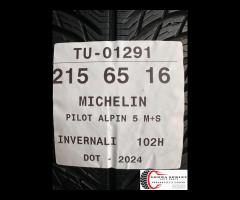 TU-01291
215 65 16
MICHELIN
PILOT ALPIN 5 M+S
INVERNALI 102H
DOT - 2024